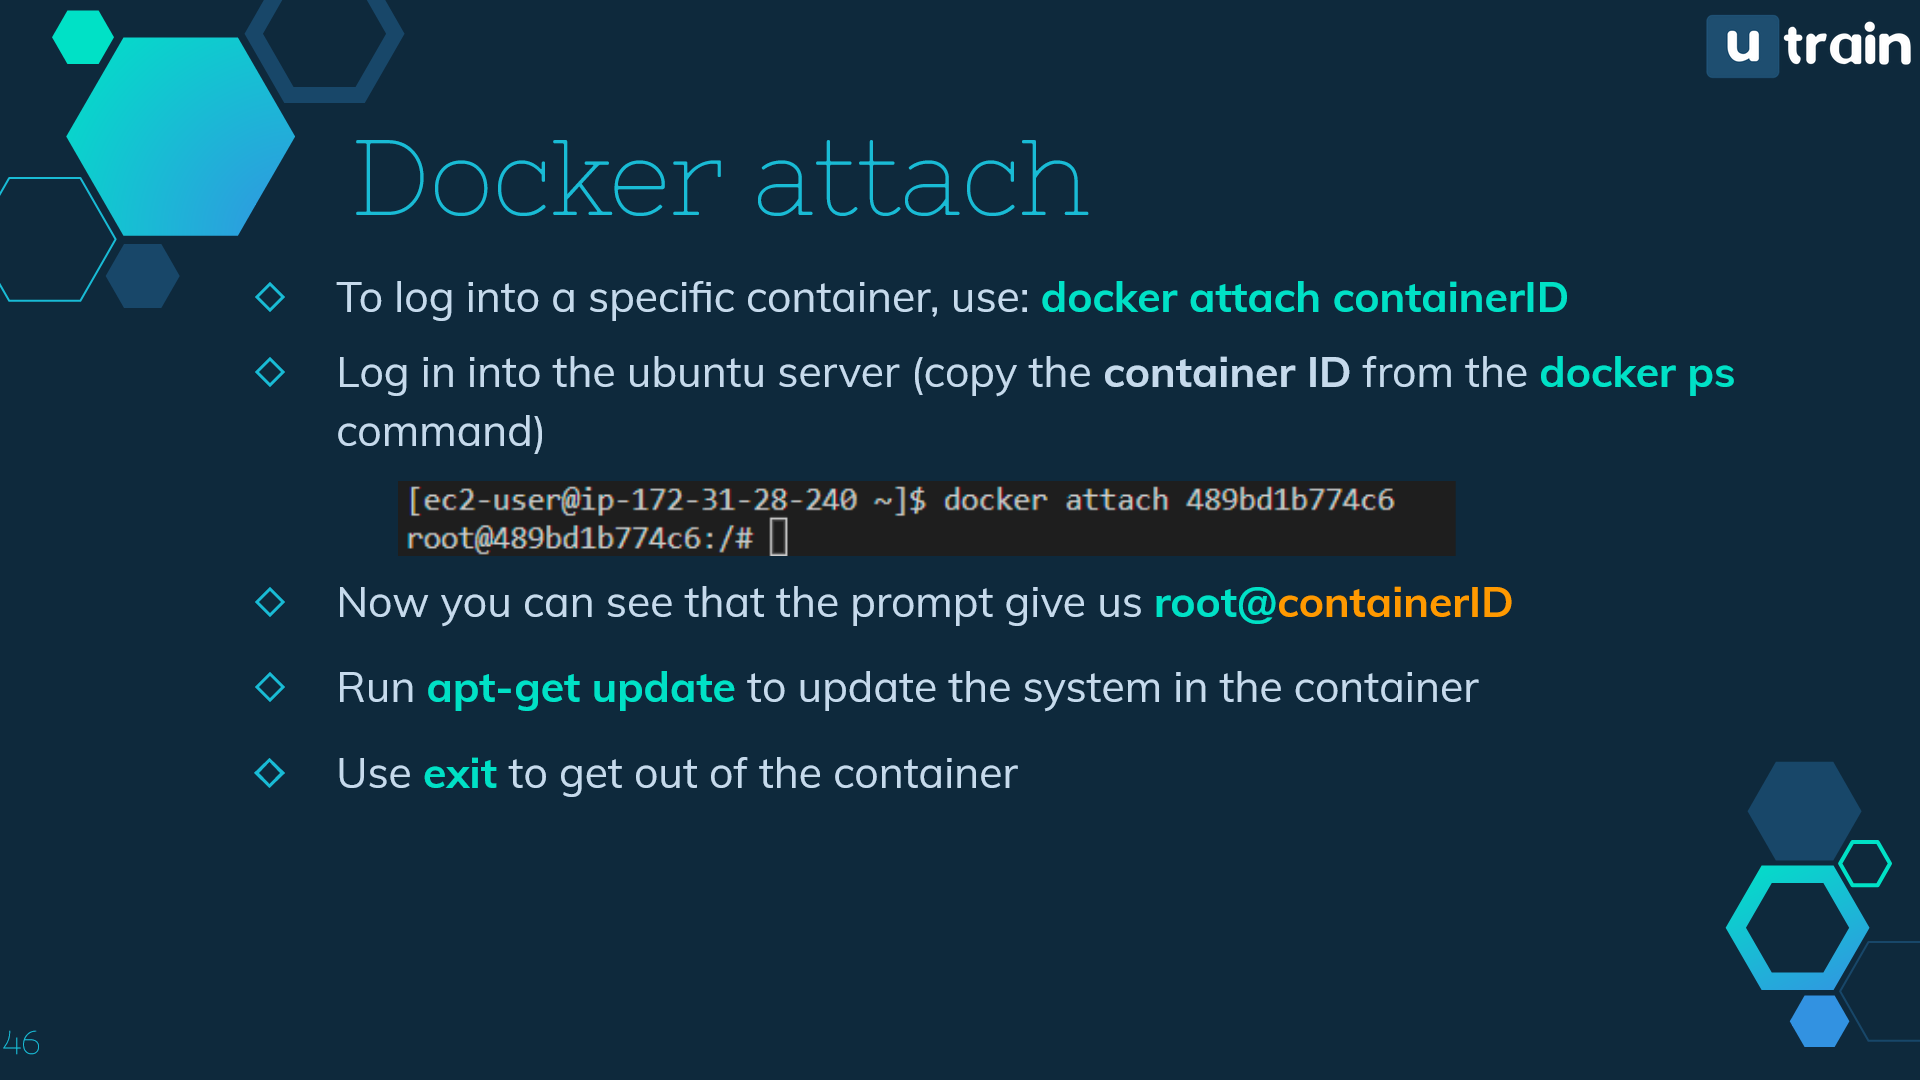 u train
Docker attach
To log into a specific container, use: docker attach containerID
Log in into the ubuntu server (copy the container ID from the docker ps
command)
[ec2-user@ip-172-31-28-240 ~]$ docker attach 489bd1b774c6
root@489bd1b774c6:/#
Now you can see that the prompt give us root@containerID
Run apt-get update to update the system in the container
Use exit to get out of the container
46